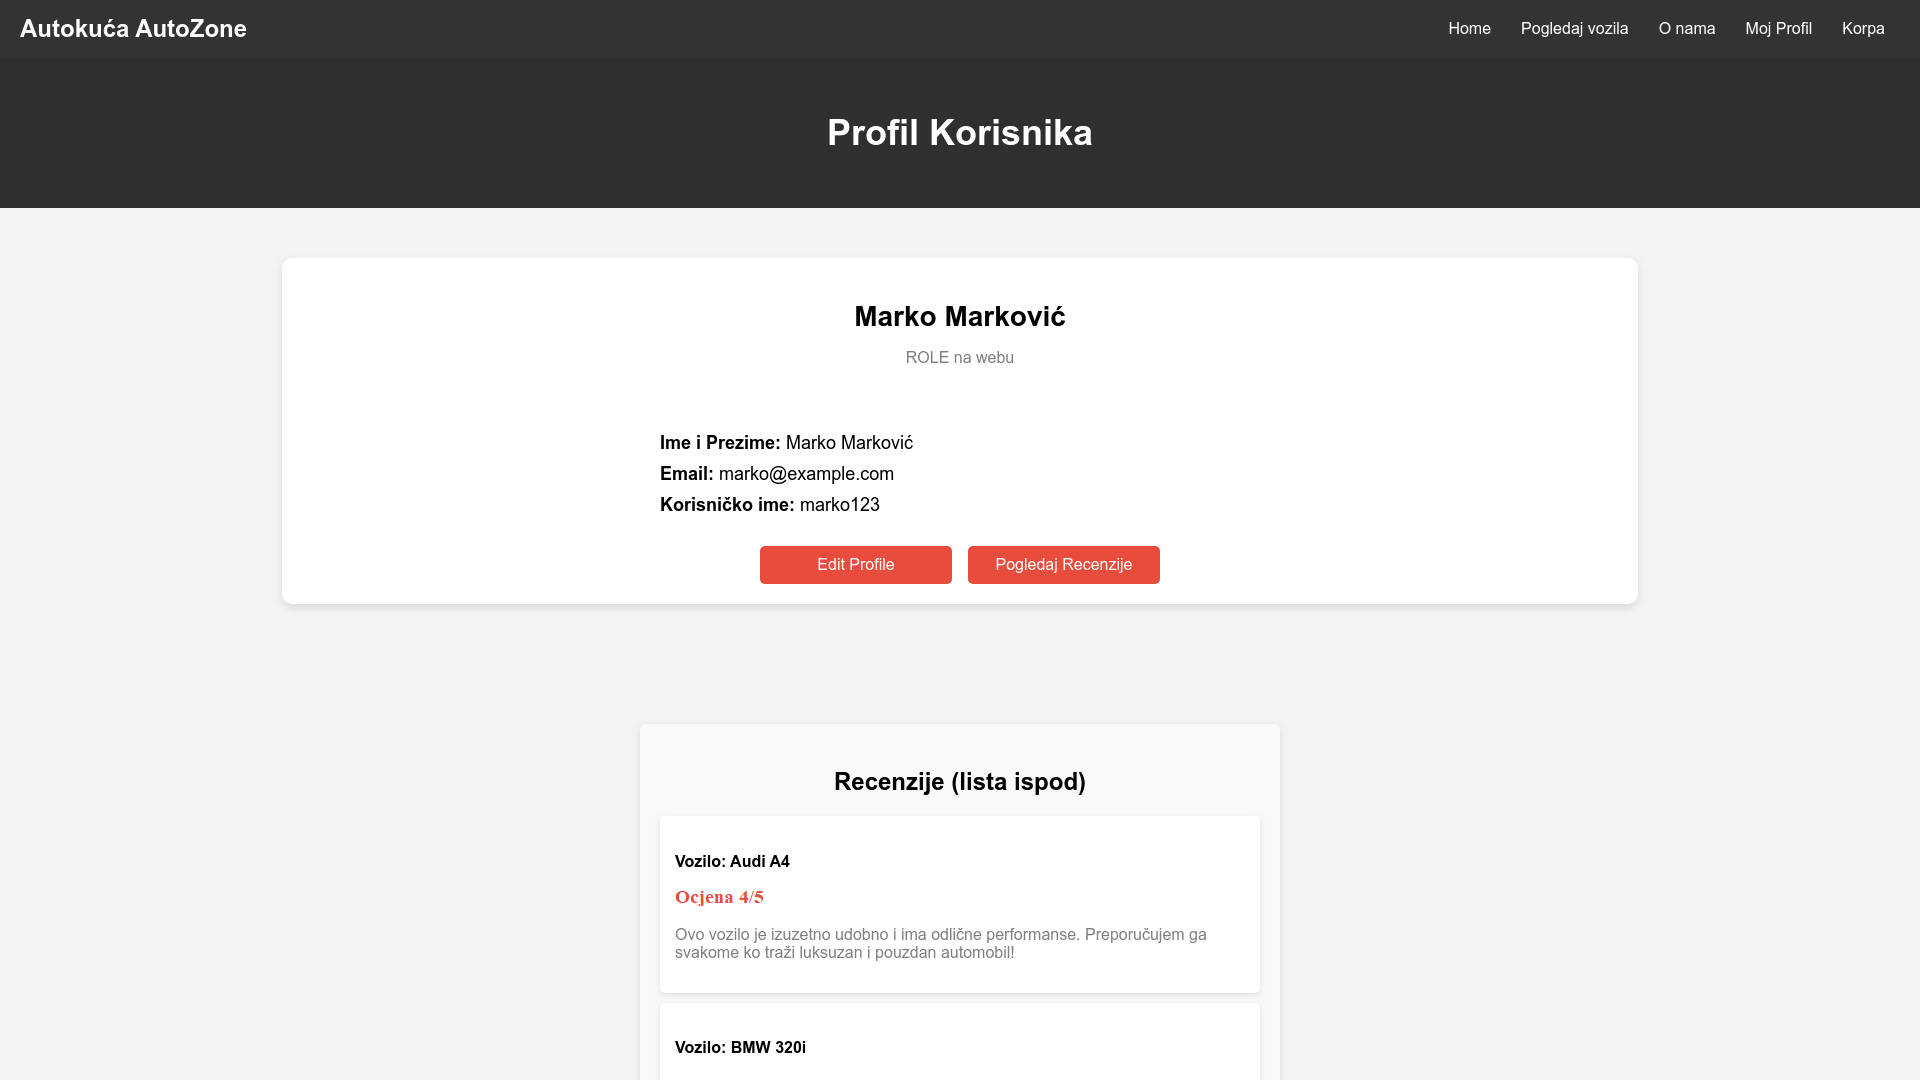 Autokuća AutoZone
Home
Pogledaj vozila
O nama
Moj Profil
Korpa
Profil Korisnika
Marko Marković
ROLE na webu
Ime i Prezime: Marko Marković
Email: marko@example.com
Korisničko ime: marko123
Edit Profile
Pogledaj Recenzije
Recenzije (lista ispod)
Vozilo: Audi A4
Ocjena 4/5
Ovo vozilo je izuzetno udobno i ima odlične performanse. Preporučujem ga
svakome ko traži luksuzan i pouzdan automobil!
Vozilo: BMW 320i